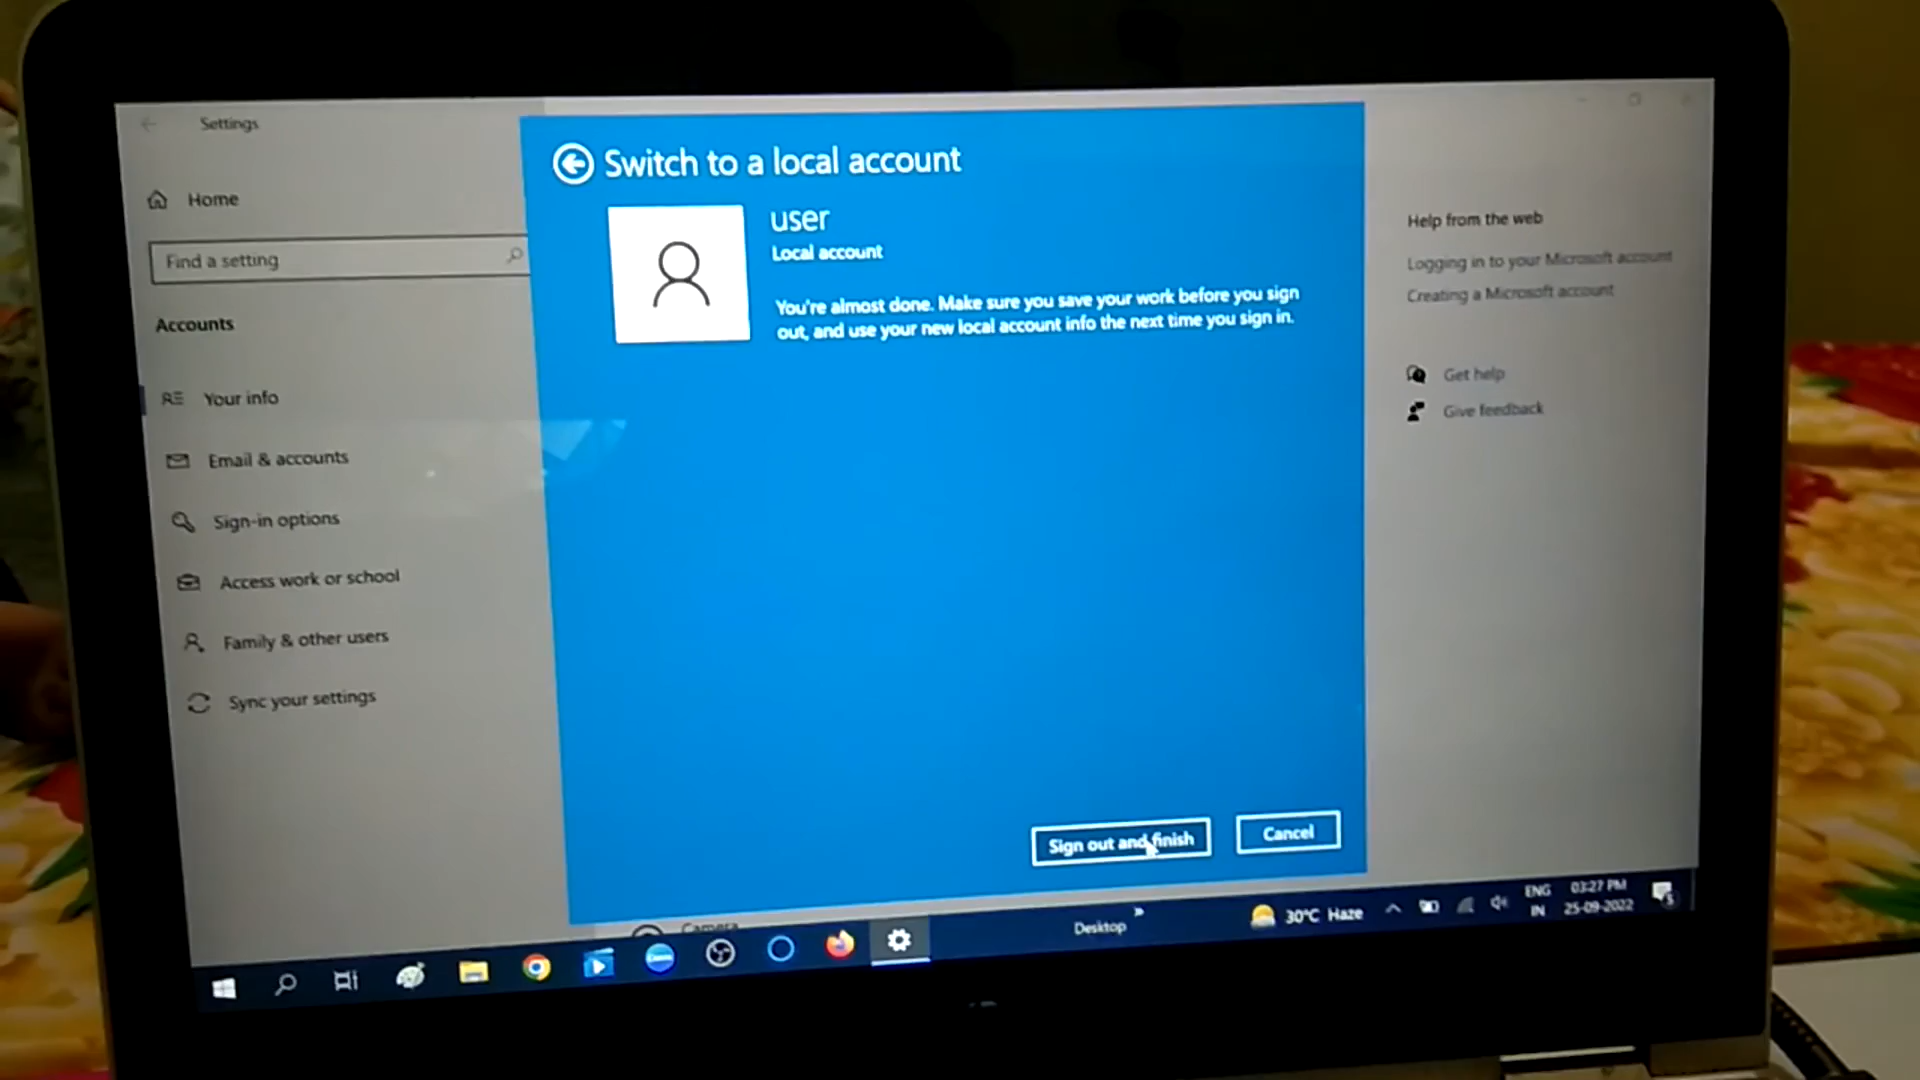 Settings
Home
Find a setting
Accounts
Your info
Email & accounts
Sign-in options
Access work or school
Family & other users
Sync your settings
Switch to a local account
user
Local account
You're almost done. Make sure you save your work before you sign
out, and use your new local account info the next time you sign in.
Sign out and finish
Cancel
Help from the web
Logging in to your Microsoft account
Creating a Microsoft account
Get help
Give feedback
Camera
Desktop
30°C Haze
ENG
IN
03:27 PM
25-09-2022